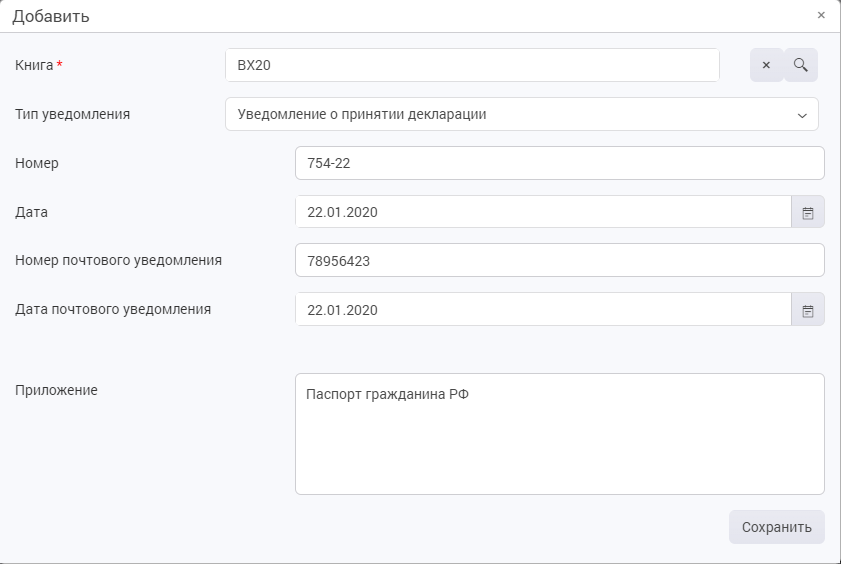 Добавить ×
Книга * ВХ20 ×
Тип уведомления Уведомление о принятии декларации
Номер 754-22
Дата 22.01.2020
Номер почтового уведомления 78956423
Дата почтового уведомления 22.01.2020
Приложение Паспорт гражданина РФ
Сохранить